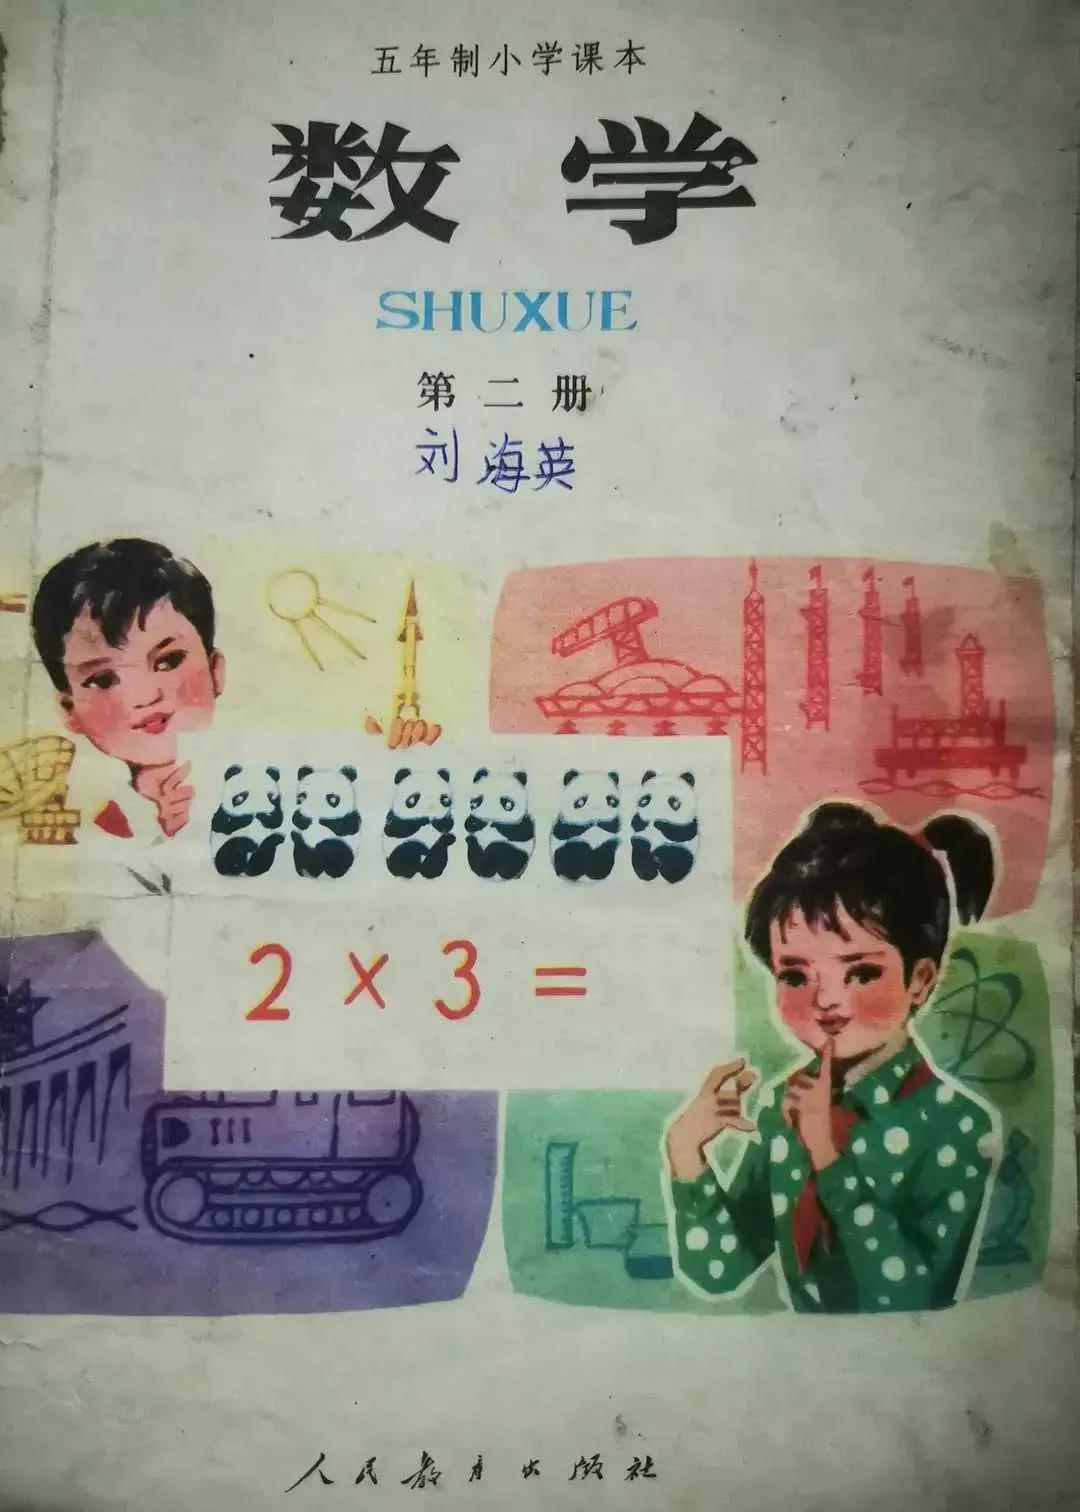 五年制小学课本
数学
SHUXUE
第二册
刘海英
2 × 3 =
人民教育出版社